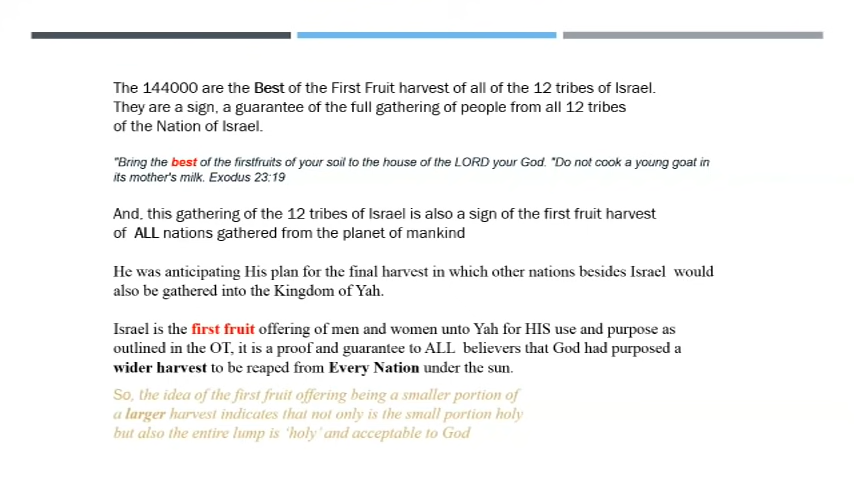 The 144000 are the Best of the First Fruit harvest of all of the 12 tribes of Israel.
They are a sign, a guarantee of the full gathering of people from all 12 tribes
of the Nation of Israel.
"Bring the best of the firstfruits of your soil to the house of the LORD your God. "Do not cook a young goat in
its mother's milk. Exodus 23:19
And, this gathering of the 12 tribes of Israel is also a sign of the first fruit harvest
of ALL nations gathered from the planet of mankind
He was anticipating His plan for the final harvest in which other nations besides Israel would
also be gathered into the Kingdom of Yah.
Israel is the first fruit offering of men and women unto Yah for HIS use and purpose as
outlined in the OT, it is a proof and guarantee to ALL believers that God had purposed a
wider harvest to be reaped from Every Nation under the sun.
So, the idea of the first fruit offering being a smaller portion of
a larger harvest indicates that not only is the small portion holy
but also the entire lump is 'holy' and acceptable to God